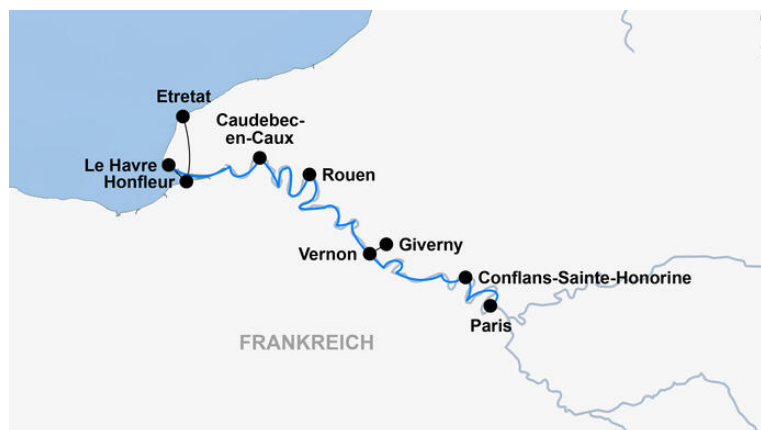 Etretat
Caudebec-
en-Caux
Le Havre
Honfleur
Rouen
Vernon
Giverny
Conflans-Sainte-Honorine
Paris
FRANKREICH